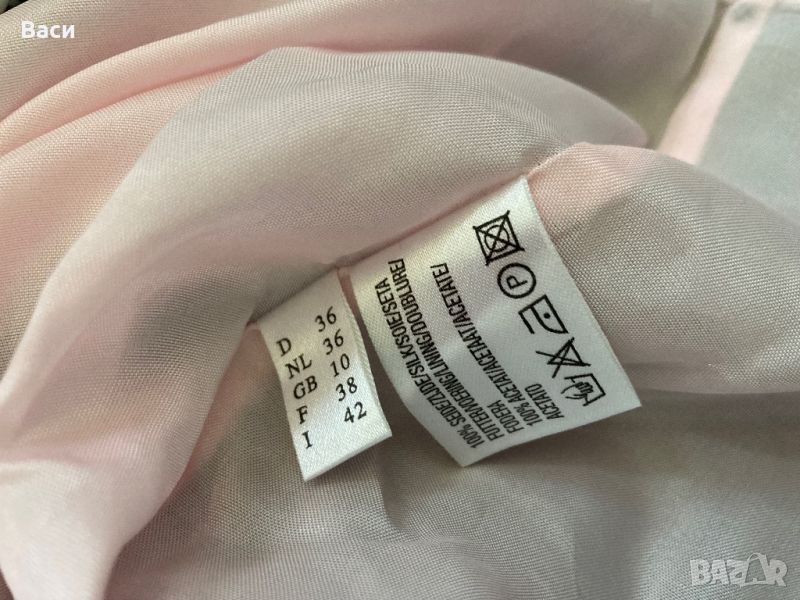 Васи
D 36
NL 36
GB 10
F 38
I 42
100% SEIDE/ZIJDE/SILK/SOIE/SETA
FUTTER/VOERING/LINING/DOUBLURE/
FODERA
100% ACETAT/ACETAAT/ACETATE/
ACETATO
P
BAZAR